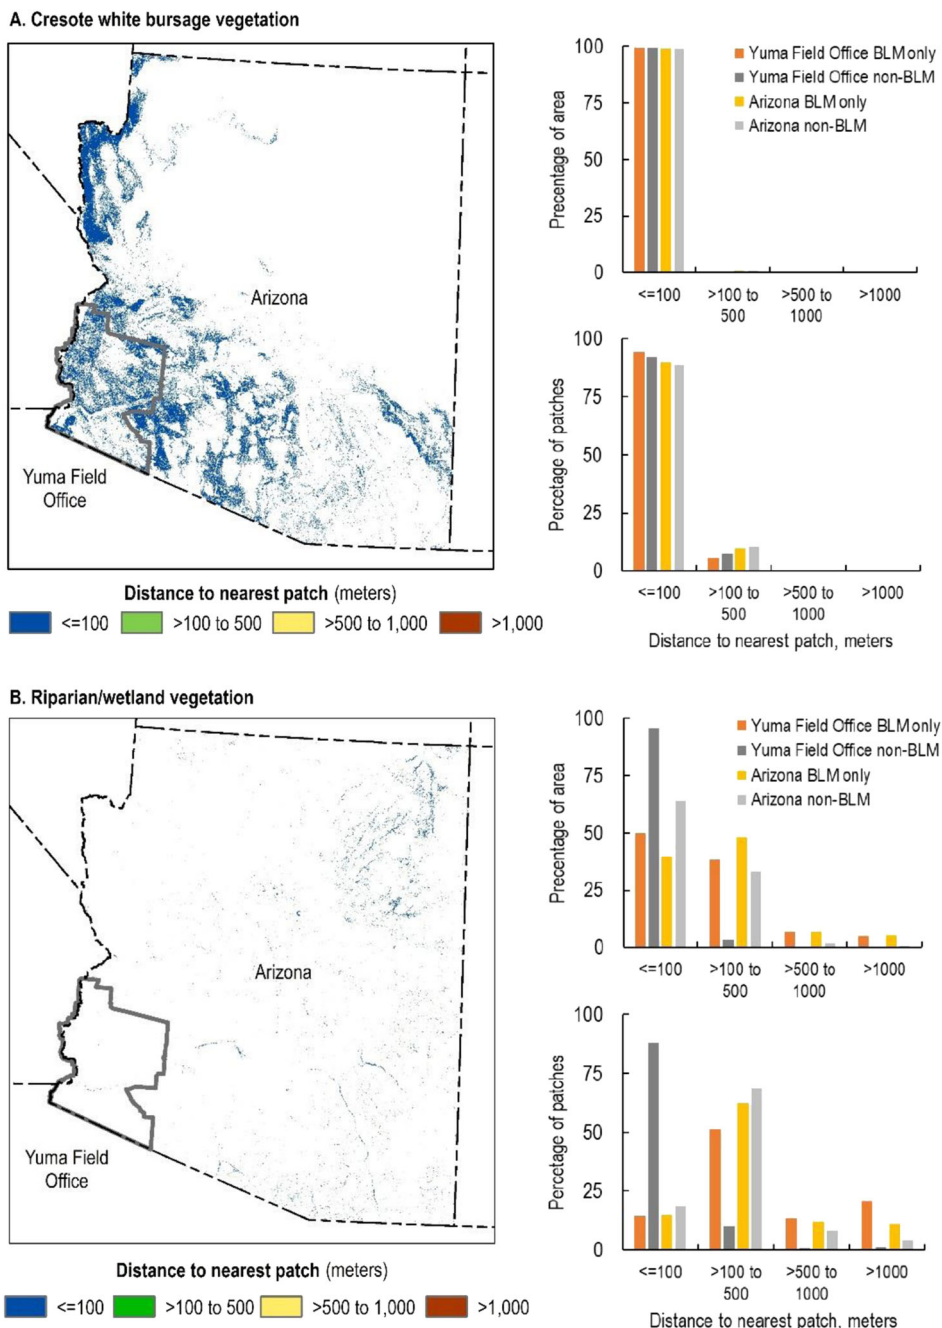 A. Cresote white bursage vegetation
Arizona
Yuma Field
Office
Distance to nearest patch (meters)
<=100 >100 to 500 >500 to 1,000 >1,000
Precentage of area
100
75
50
25
0
Yuma Field Office BLM only
Yuma Field Office non-BLM
Arizona BLM only
Arizona non-BLM
<=100 >100 to >500 to >1000
500 1000
Percetage of patches
100
75
50
25
0
<=100 >100 to >500 to >1000
500 1000
Distance to nearest patch, meters
B. Riparian/wetland vegetation
Arizona
Yuma Field
Office
Distance to nearest patch (meters)
<=100 >100 to 500 >500 to 1,000 >1,000
Precentage of area
100
75
50
25
0
Yuma Field Office BLM only
Yuma Field Office non-BLM
Arizona BLM only
Arizona non-BLM
<=100 >100 to >500 to >1000
500 1000
Percetage of patches
100
75
50
25
0
<=100 >100 to >500 to >1000
500 1000
Distance to nearest patch, meters